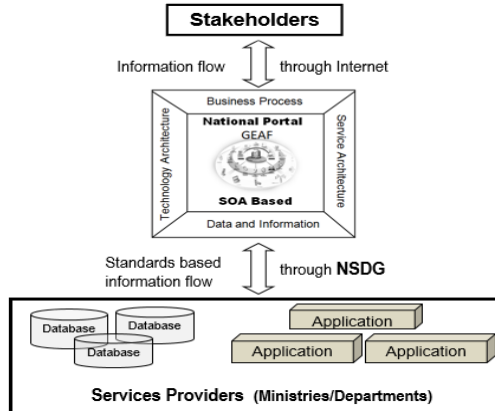 Stakeholders
Information flow through Internet
Business Process
Technology Architecture
National Portal
GEAF
Service Architecture
SOA Based
Data and Information
Standards based
information flow
through NSDG
Database
Database
Database
Application
Application
Application
Services Providers (Ministries/Departments)